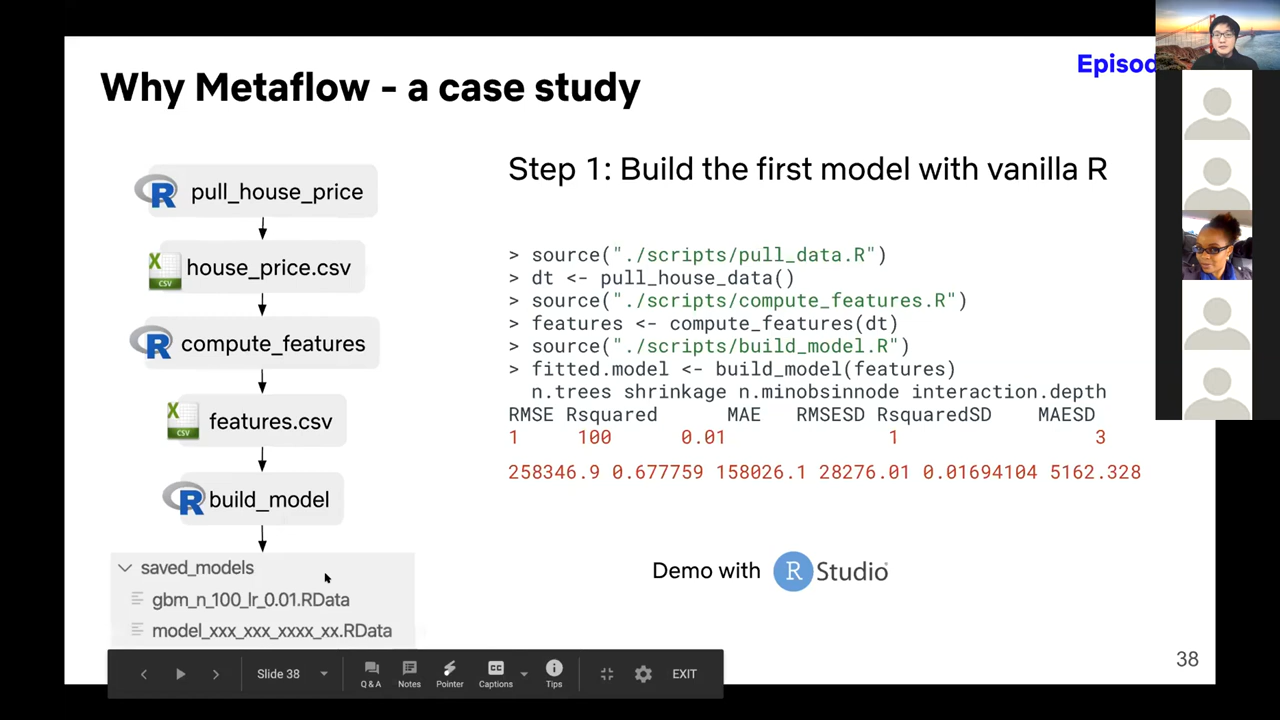 Why Metaflow - a case study
Episod
pull_house_price
house_price.csv
CSV
compute_features
features.csv
CSV
build_model
saved_models
gbm_n_100_lr_0.01.RData
model_xxx_xxx_xxxx_xx.RData
Step 1: Build the first model with vanilla R
> source("./scripts/pull_data.R")
> dt <- pull_house_data()
> source("./scripts/compute_features.R")
> features <- compute_features(dt)
> source("./scripts/build_model.R")
> fitted.model <- build_model(features)
n.trees shrinkage n.minobsinnode interaction.depth
RMSE Rsquared MAE RMSESD RsquaredSD MAESD
1 100 0.01 1 3
258346.9 0.677759 158026.1 28276.01 0.01694104 5162.328
Demo with R Studio
Slide 38
Q & A
Notes
Pointer
CC
Captions
Tips
EXIT
38